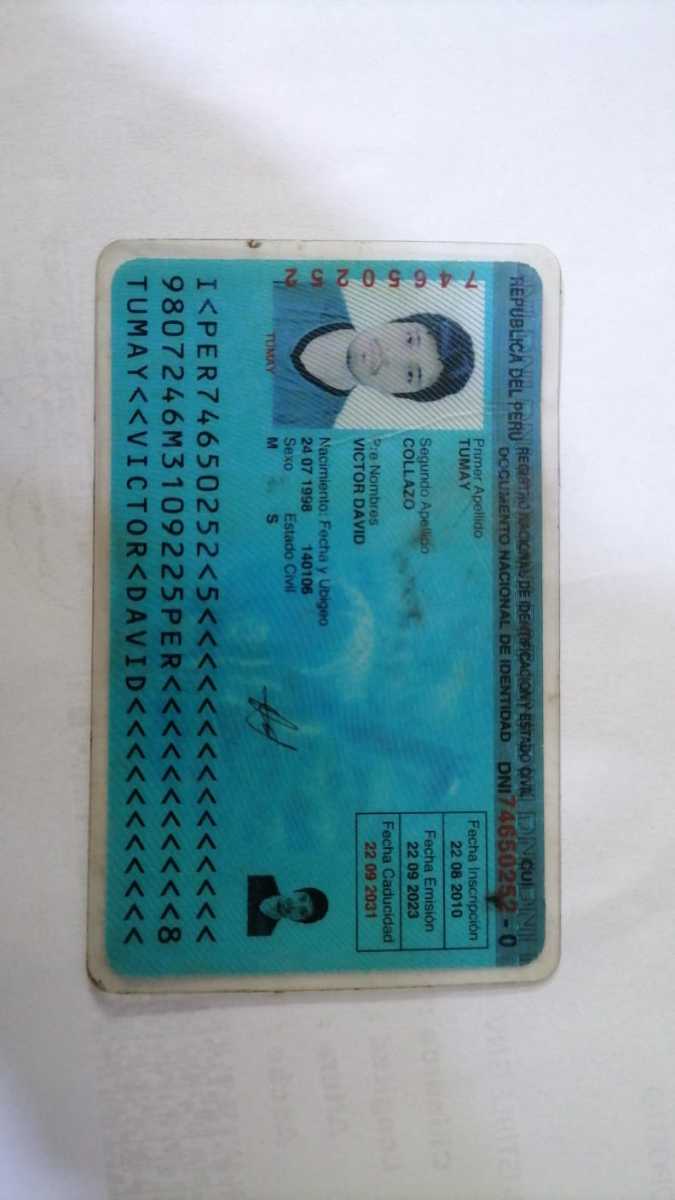 REPUBLICA DEL PERU REGISTRO NACIONAL DE IDENTIFICACION Y ESTADO CIVIL CUI
DOCUMENTO NACIONAL DE IDENTIDAD DNI 74650252 - 0
Primer Apellido
TUMAY
Segundo Apellido
COLLAZO
Pre Nombres
VICTOR DAVID
Nacimiento: Fecha y Ubigeo
24 07 1998 140106
Sexo Estado Civil
M S
Fecha Inscripción
22 08 2010
Fecha Emisión
22 09 2023
Fecha Caducidad
22 09 2031
74650252
TUMAY
I<PER74650252<5<<<<<<<<<<<<<<<
9807246M3109225PER<<<<<<<<<<<8
TUMAY<<VICTOR<DAVID<<<<<<<<<<<